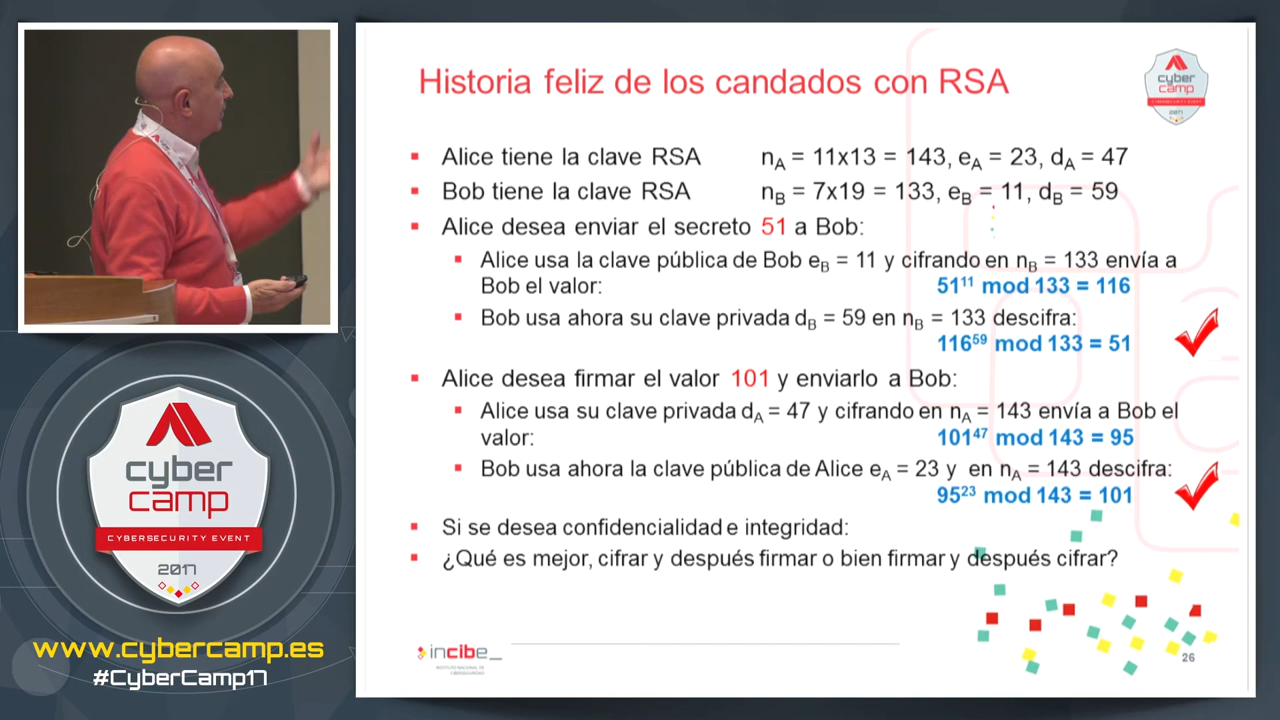 Historia feliz de los candados con RSA
cyber
camp
CYBERSECURITY EVENT
2017
Alice tiene la clave RSA nA = 11x13 = 143, eA = 23, dA = 47
Bob tiene la clave RSA nB = 7x19 = 133, eB = 11, dB = 59
Alice desea enviar el secreto 51 a Bob:
Alice usa la clave pública de Bob eB = 11 y cifrando en nB = 133 envía a
Bob el valor: 51¹¹ mod 133 = 116
Bob usa ahora su clave privada dB = 59 en nB = 133 descifra:
116⁵⁹ mod 133 = 51
Alice desea firmar el valor 101 y enviarlo a Bob:
Alice usa su clave privada dA = 47 y cifrando en nA = 143 envía a Bob el
valor: 101⁴⁷ mod 143 = 95
Bob usa ahora la clave pública de Alice eA = 23 y en nA = 143 descifra:
95²³ mod 143 = 101
Si se desea confidencialidad e integridad:
¿Qué es mejor, cifrar y después firmar o bien firmar y después cifrar?
incibe_
INSTITUTO NACIONAL DE
CIBERSEGURIDAD
26
cyber
camp
CYBERSECURITY EVENT
2017
www.cybercamp.es
#CyberCamp17